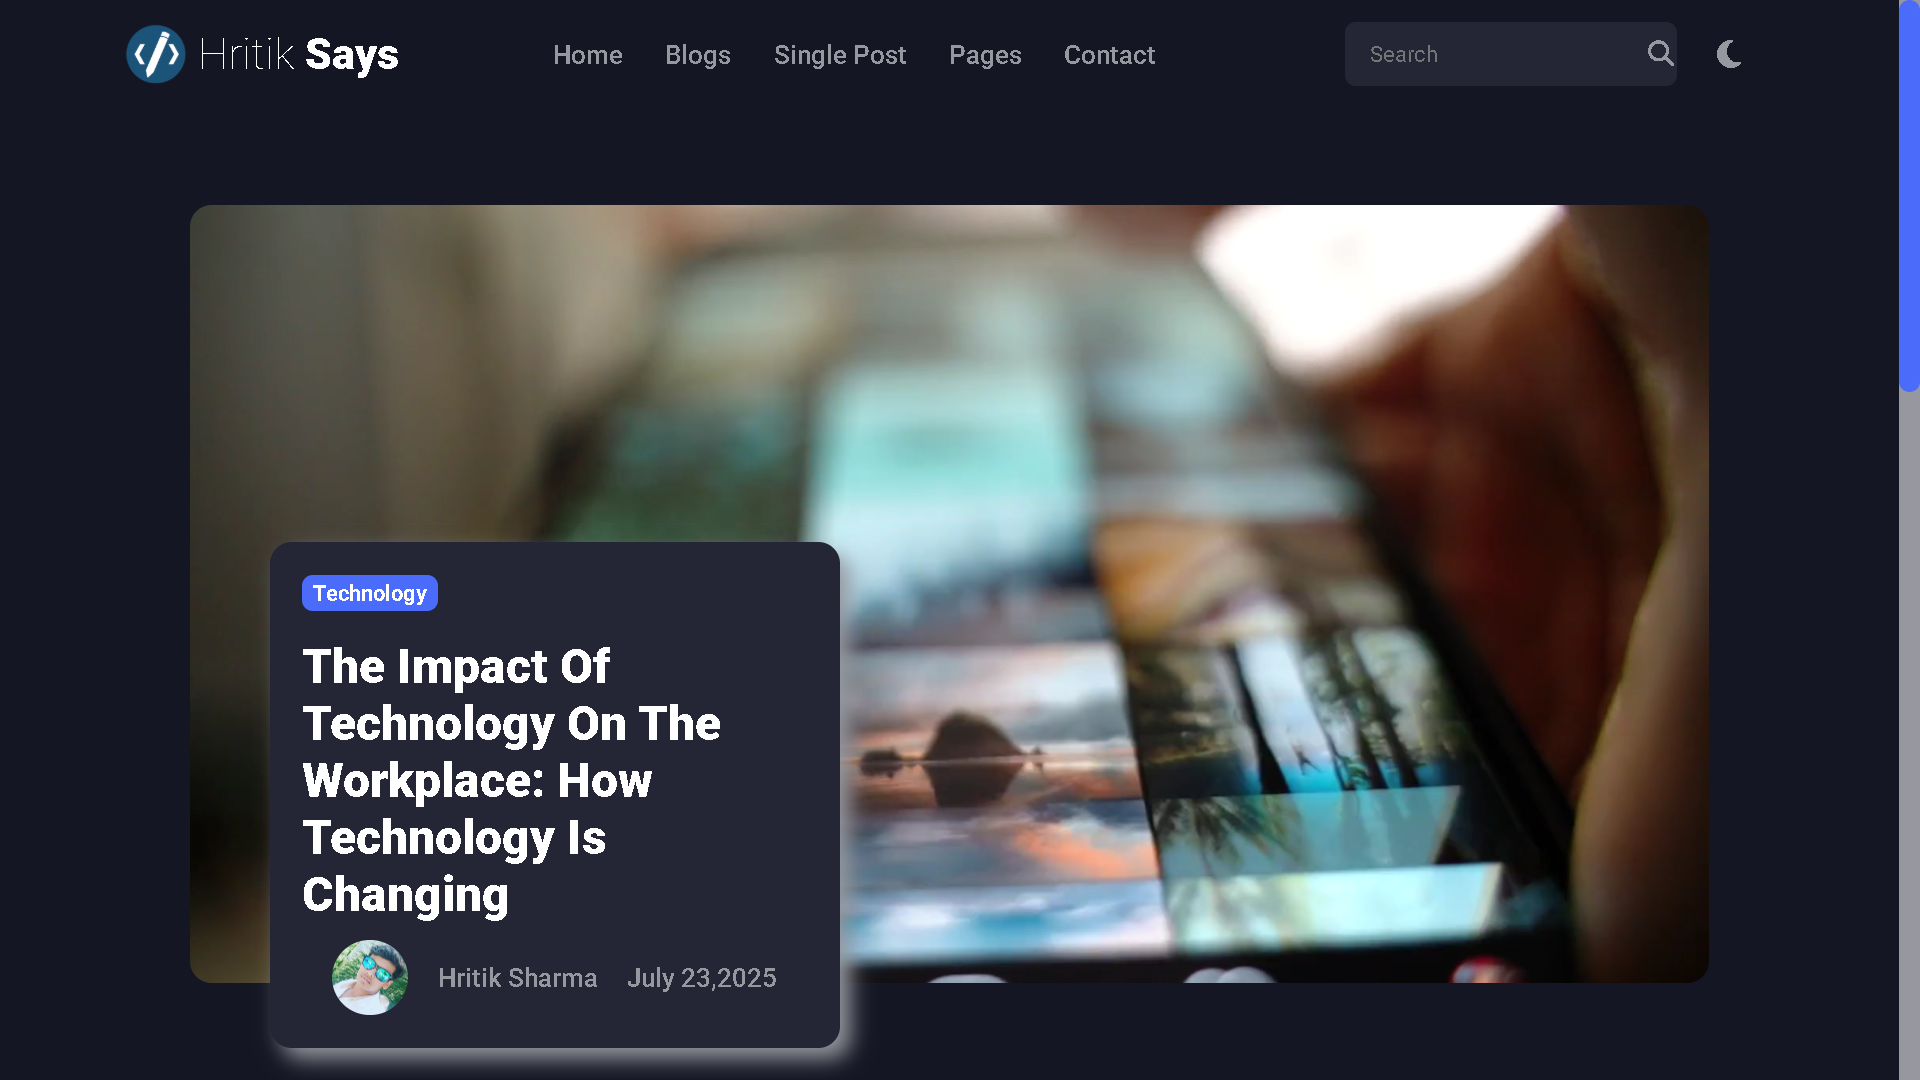 Hritik Says
Home
Blogs
Single Post
Pages
Contact
Search
Technology
The Impact Of
Technology On The
Workplace: How
Technology Is
Changing
Hritik Sharma
July 23,2025